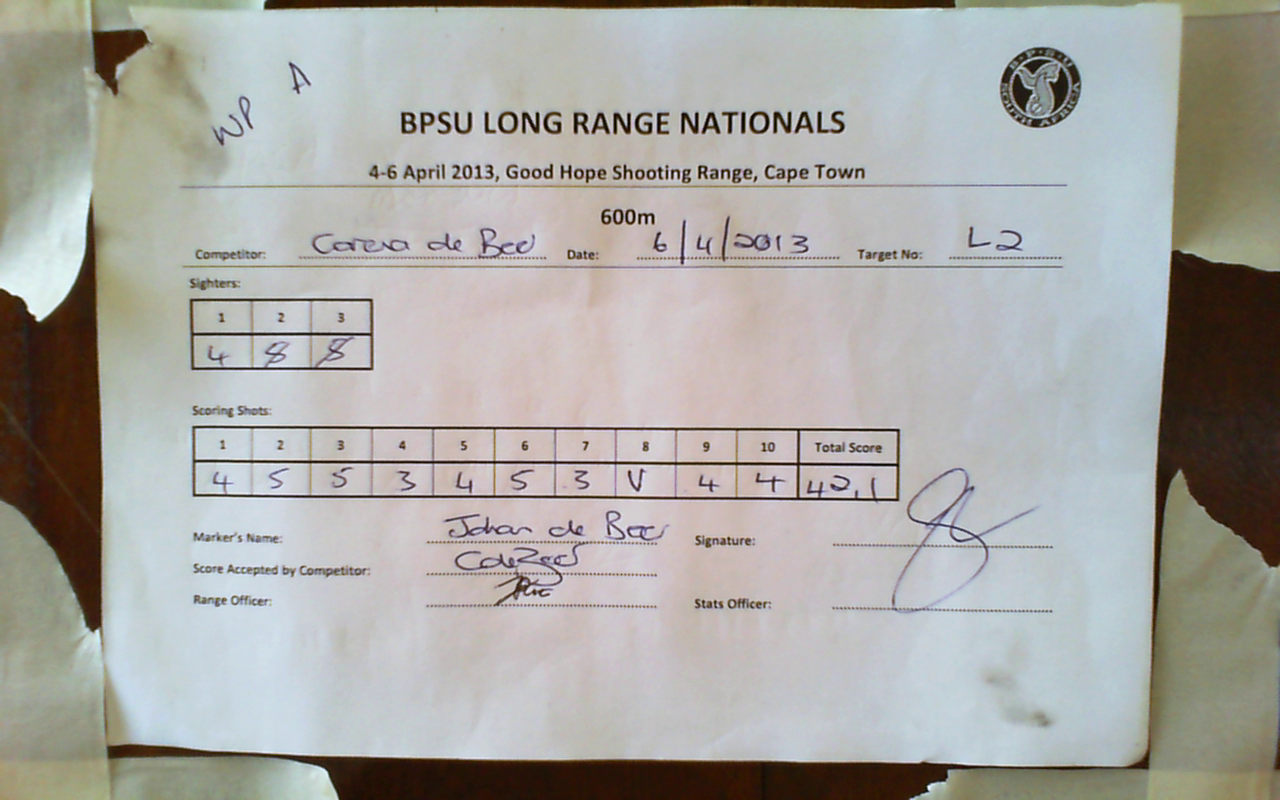 WP A
B·P·S·U SOUTH AFRICA
BPSU LONG RANGE NATIONALS
4-6 April 2013, Good Hope Shooting Range, Cape Town
600m
Competitor: de Beer Date: 6/4/2013 Target No: L2
Sighters:
1 2 3
4
Scoring Shots:
1 2 3 4 5 6 7 8 9 10 Total Score
4 5 5 3 4 5 3 V 4 4 42.1
Marker's Name: Johan de Beer Signature:
Score Accepted by Competitor: CdeBeer
Range Officer: Stats Officer: